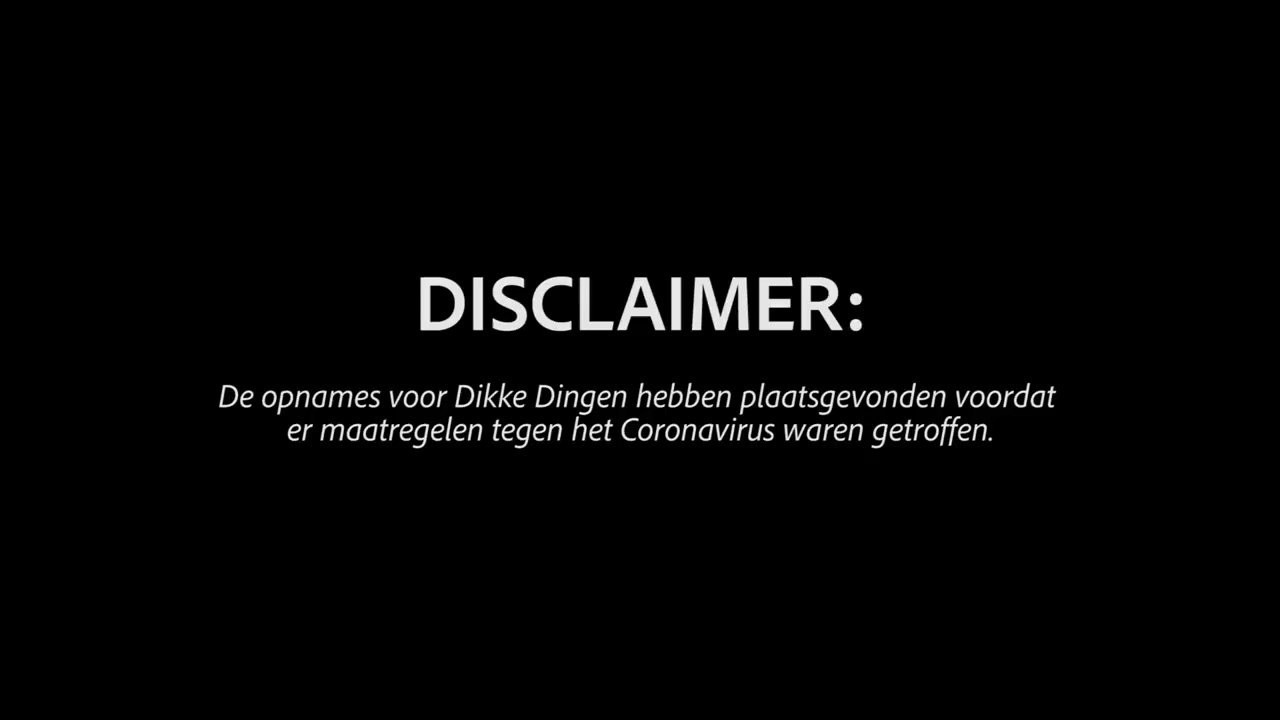 DISCLAIMER:
De opnames voor Dikke Dingen hebben plaatsgevonden voordat
er maatregelen tegen het Coronavirus waren getroffen.